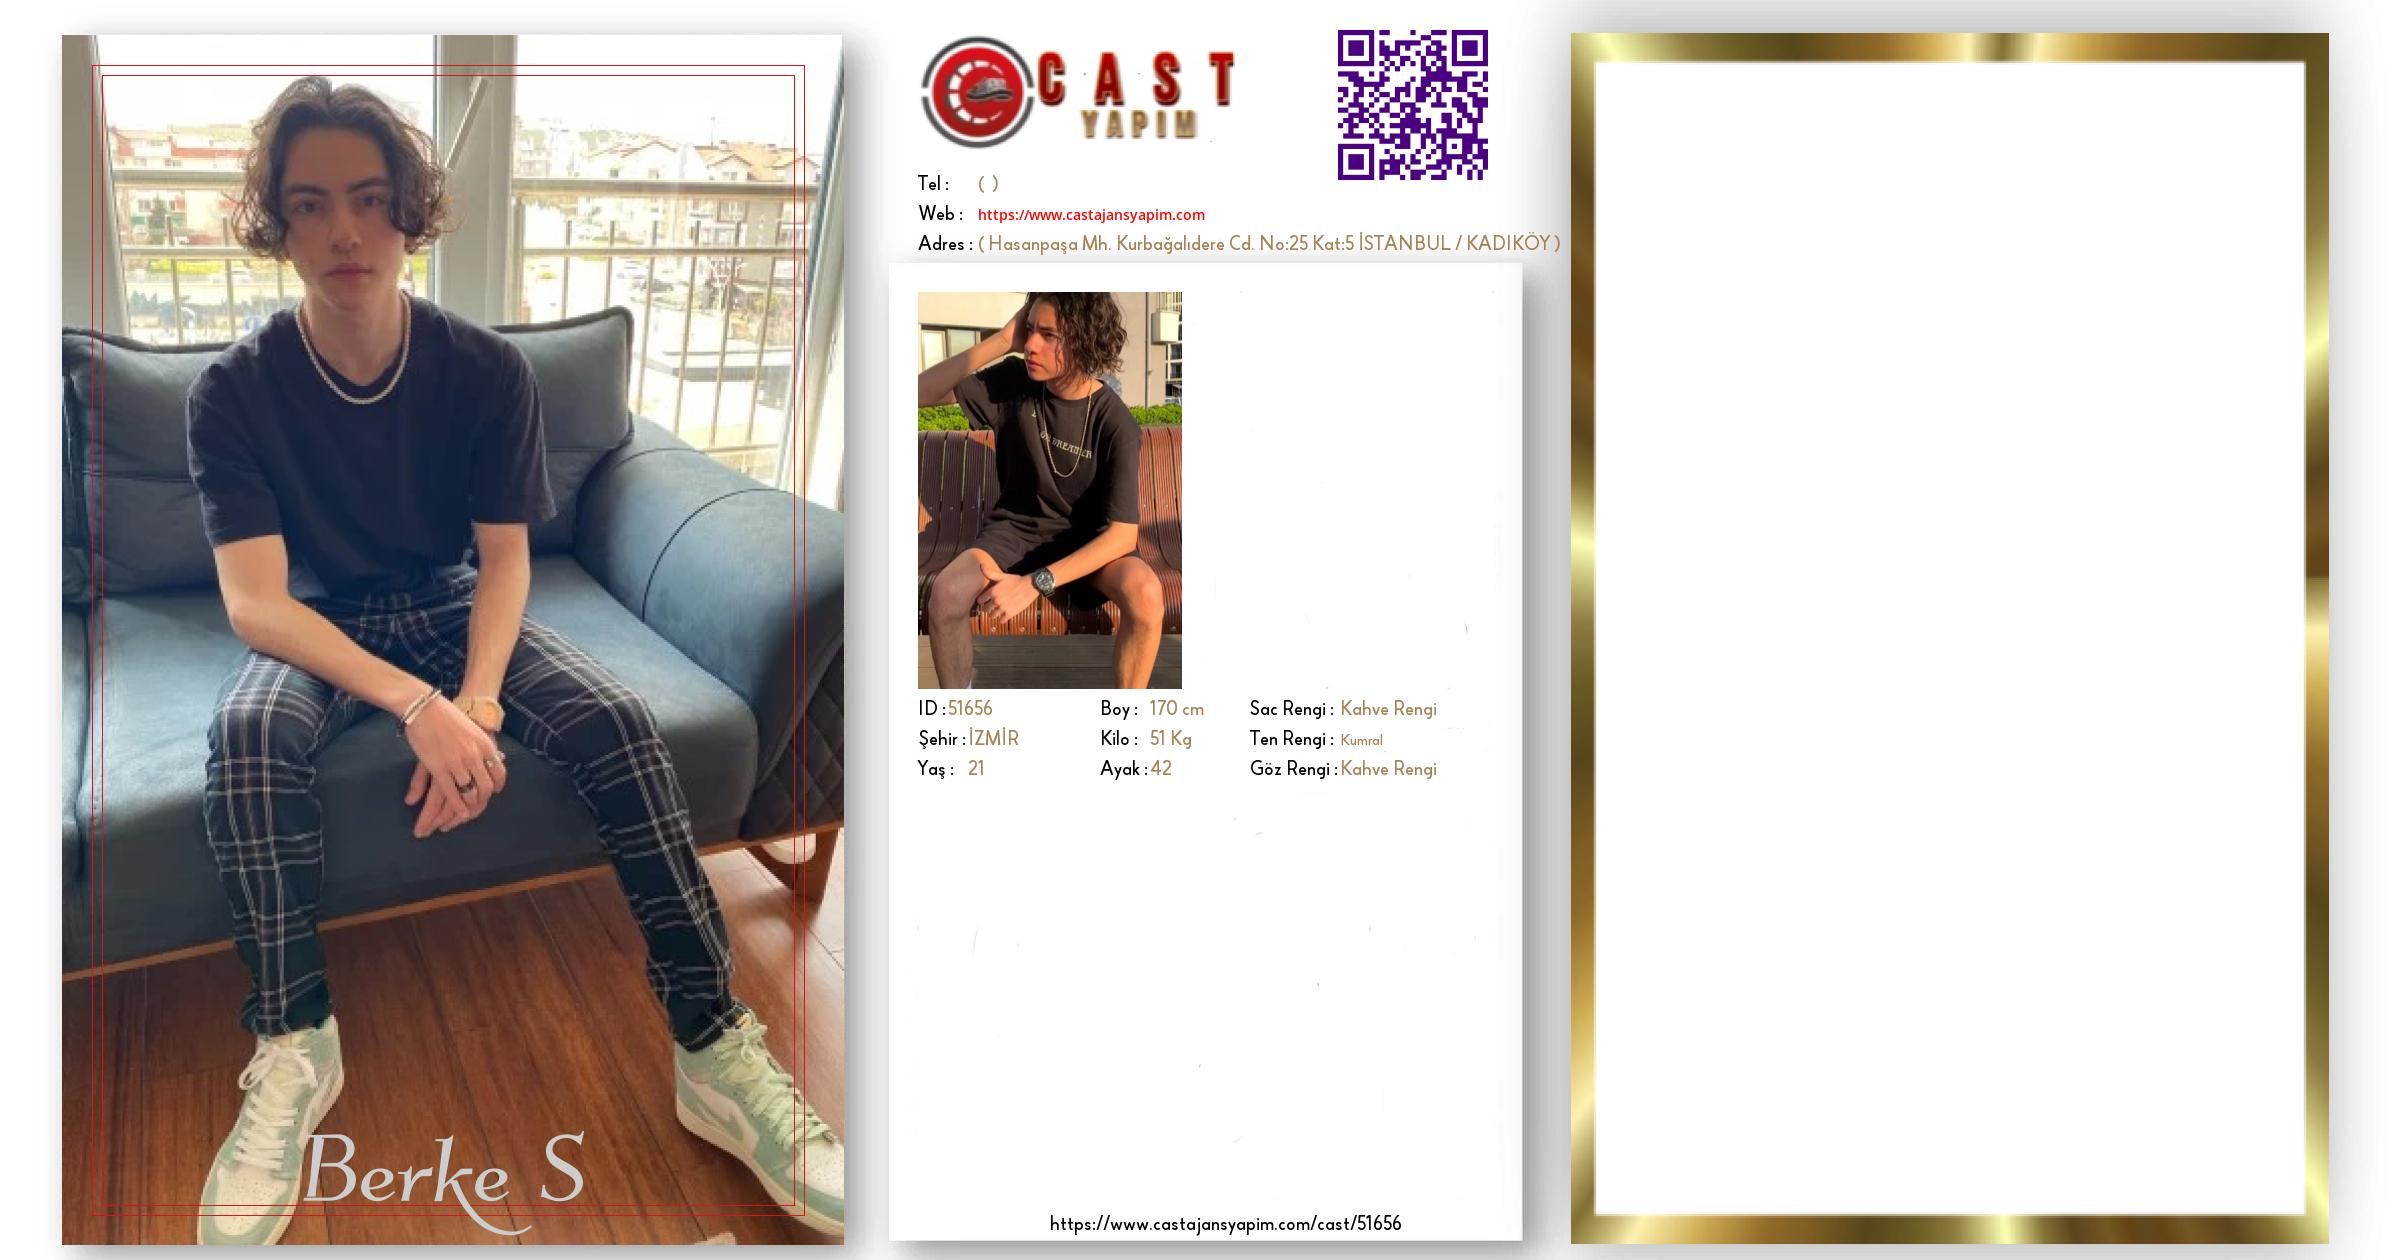 Berke S
CAST
YAPIM
Tel : ( )
Web : https://www.castajansyapim.com
Adres : ( Hasanpaşa Mh. Kurbağalıdere Cd. No:25 Kat:5 İSTANBUL / KADIKÖY )
ID : 51656 Boy : 170 cm Sac Rengi : Kahve Rengi
Şehir : İZMİR Kilo : 51 Kg Ten Rengi : Kumral
Yaş : 21 Ayak : 42 Göz Rengi : Kahve Rengi
https://www.castajansyapim.com/cast/51656